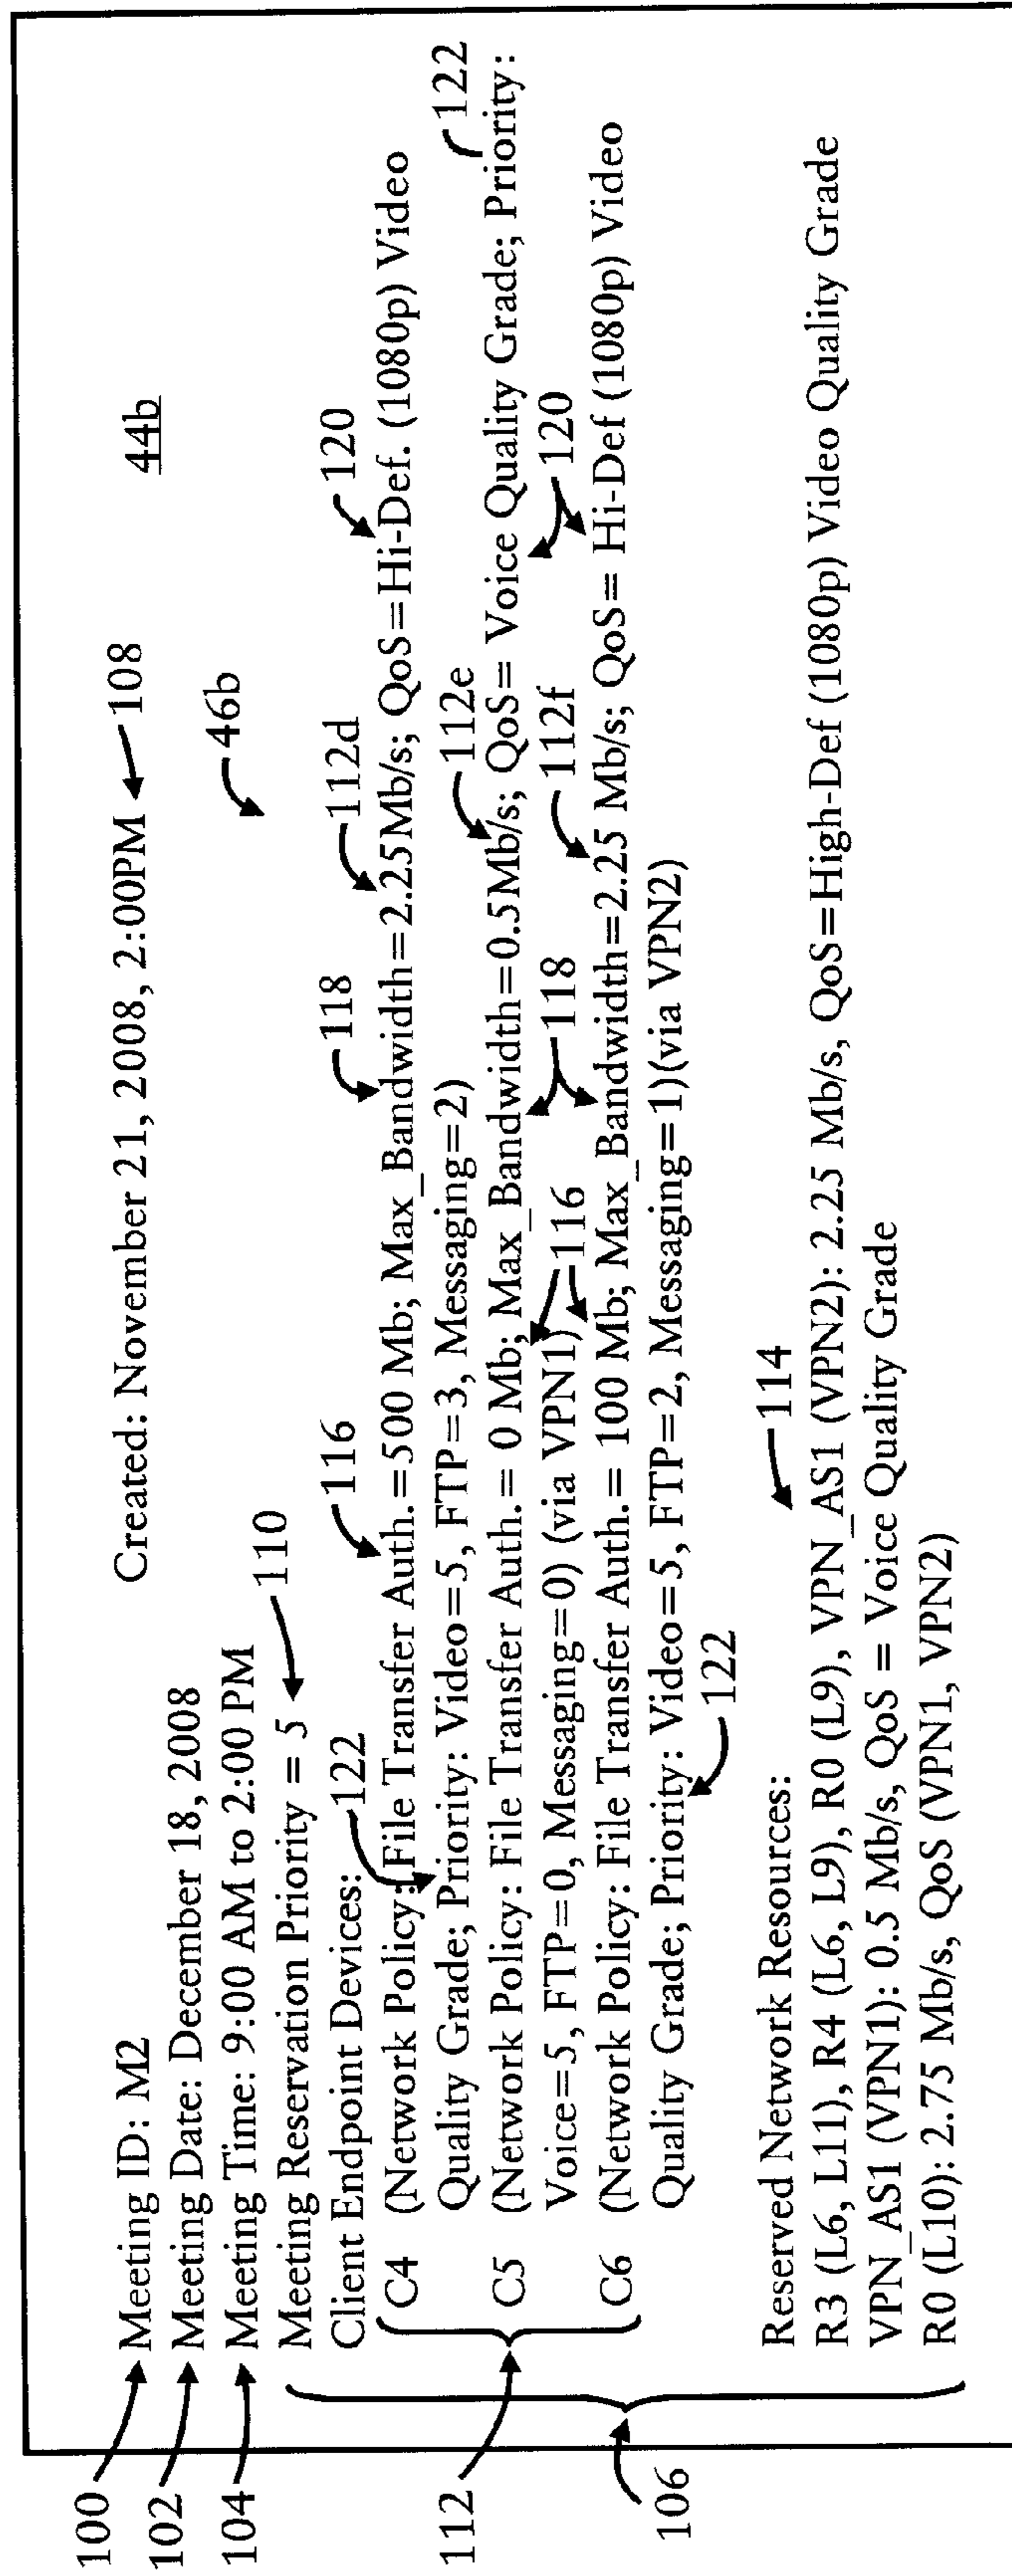 100
102
104
112
106
Meeting ID: M2
Created: November 21, 2008, 2:00PM
108
44b
Meeting Date: December 18, 2008
Meeting Time: 9:00 AM to 2:00 PM
46b
Meeting Reservation Priority = 5
110
Client Endpoint Devices:
122
116
118
112d
120
C4 (Network Policy: File Transfer Auth.=500 Mb; Max_Bandwidth=2.25Mb/s; QoS=Hi-Def. (1080p) Video
Quality Grade; Priority: Video=5, FTP=3, Messaging=2)
112e
122
C5 (Network Policy: File Transfer Auth.= 0 Mb; Max_Bandwidth=0.5Mb/s; QoS= Voice Quality Grade; Priority:
Voice=5, FTP=0, Messaging=0) (via VPN1)
116
118
112f
120
C6 (Network Policy: File Transfer Auth.= 100 Mb; Max_Bandwidth=2.25 Mb/s; QoS= Hi-Def (1080p) Video
Quality Grade; Priority: Video=5, FTP=2, Messaging=1)(via VPN2)
122
Reserved Network Resources:
114
R3 (L6, L11), R4 (L6, L9), R0 (L9), VPN_AS1 (VPN2): 2.25 Mb/s, QoS=High-Def (1080p) Video Quality Grade
VPN_AS1 (VPN1): 0.5 Mb/s, QoS = Voice Quality Grade
R0 (L10): 2.75 Mb/s, QoS (VPN1, VPN2)